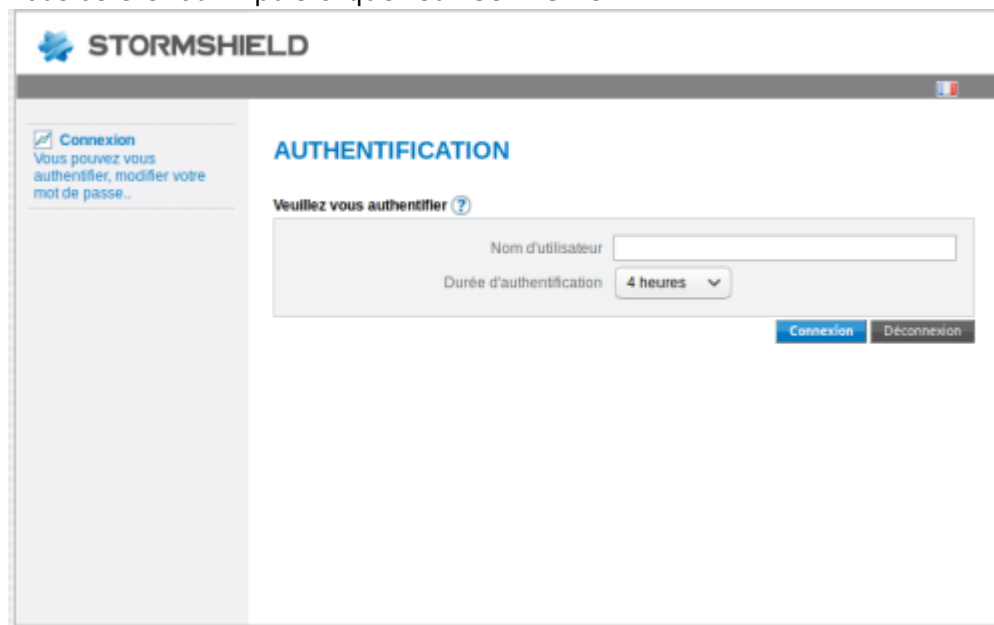 STORMSHIELD
Connexion
Vous pouvez vous
authentifier, modifier votre
mot de passe..
AUTHENTIFICATION
Veuillez vous authentifier ?
Nom d'utilisateur
Durée d'authentification 4 heures
Connexion Déconnexion